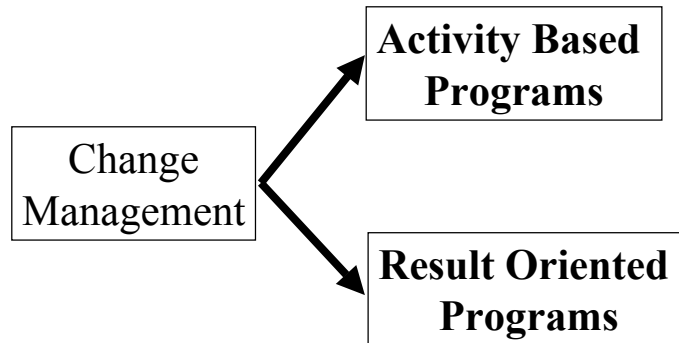 Activity Based
Programs
Change
Management
Result Oriented
Programs